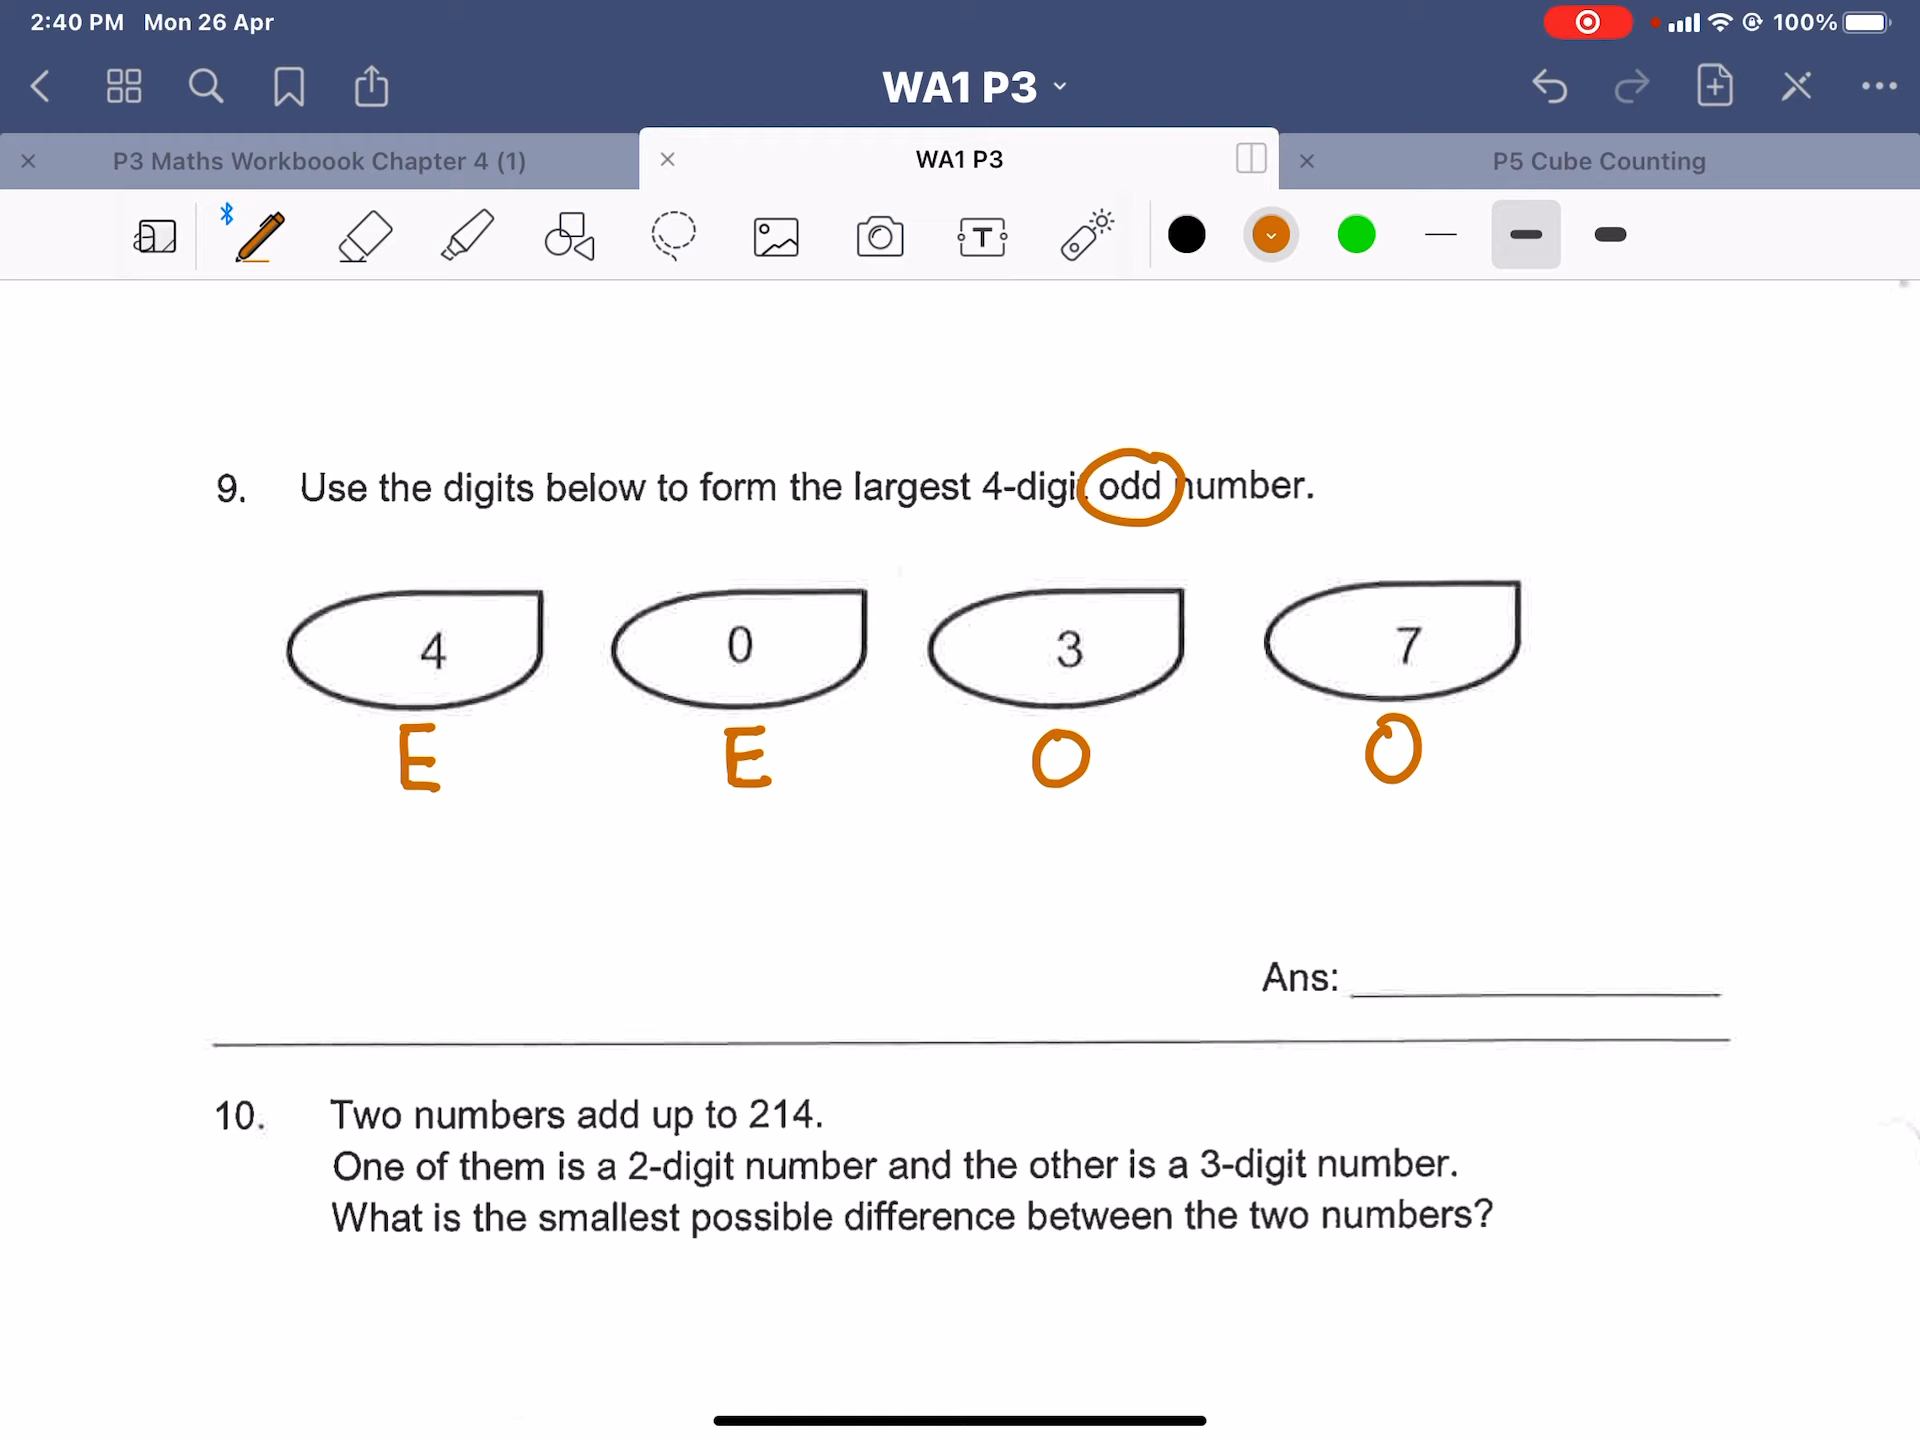 2:40 PM Mon 26 Apr 100%
WA1 P3
P3 Maths Workboook Chapter 4 (1) WA1 P3 P5 Cube Counting
9. Use the digits below to form the largest 4-digit odd number.
4 0 3 7
E E O O
Ans:
10. Two numbers add up to 214.
One of them is a 2-digit number and the other is a 3-digit number.
What is the smallest possible difference between the two numbers?